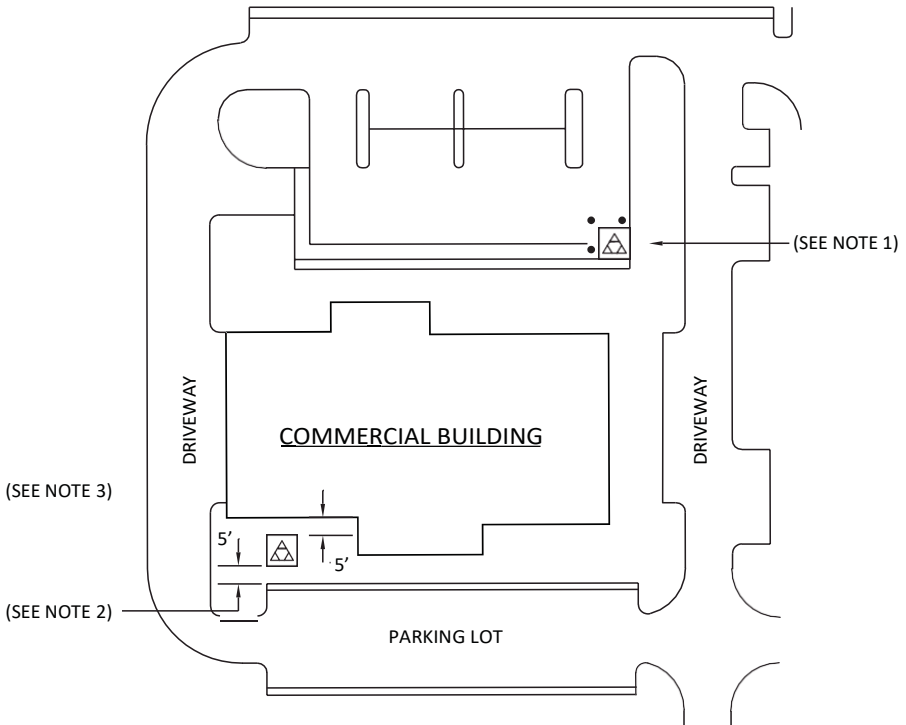 (SEE NOTE 1)
DRIVEWAY
DRIVEWAY
COMMERCIAL BUILDING
(SEE NOTE 3)
5’
5’
(SEE NOTE 2)
PARKING LOT